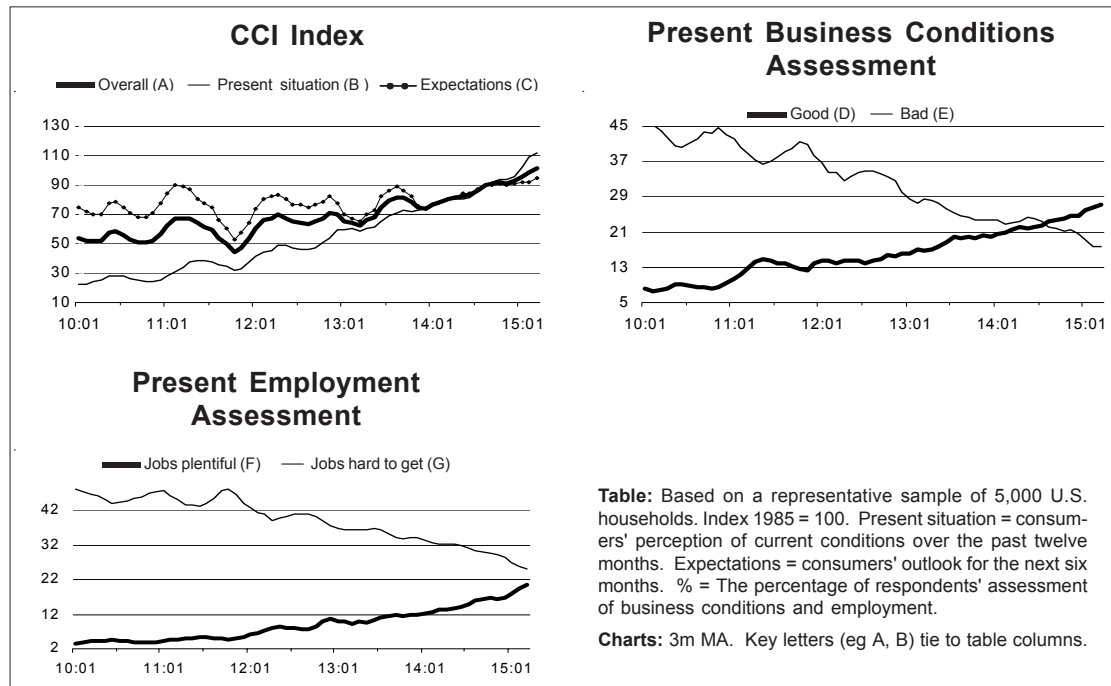 CCI Index
Overall (A) Present situation (B ) Expectations (C)
130
110
90
70
50
30
10
10:01 11:01 12:01 13:01 14:01 15:01
Present Business Conditions
Assessment
Good (D) Bad (E)
45
37
29
21
13
5
10:01 11:01 12:01 13:01 14:01 15:01
Present Employment
Assessment
Jobs plentiful (F) Jobs hard to get (G)
42
32
22
12
2
10:01 11:01 12:01 13:01 14:01 15:01
Table: Based on a representative sample of 5,000 U.S.
households. Index 1985 = 100. Present situation = consum-
ers' perception of current conditions over the past twelve
months. Expectations = consumers' outlook for the next six
months. % = The percentage of respondents' assessment
of business conditions and employment.
Charts: 3m MA. Key letters (eg A, B) tie to table columns.